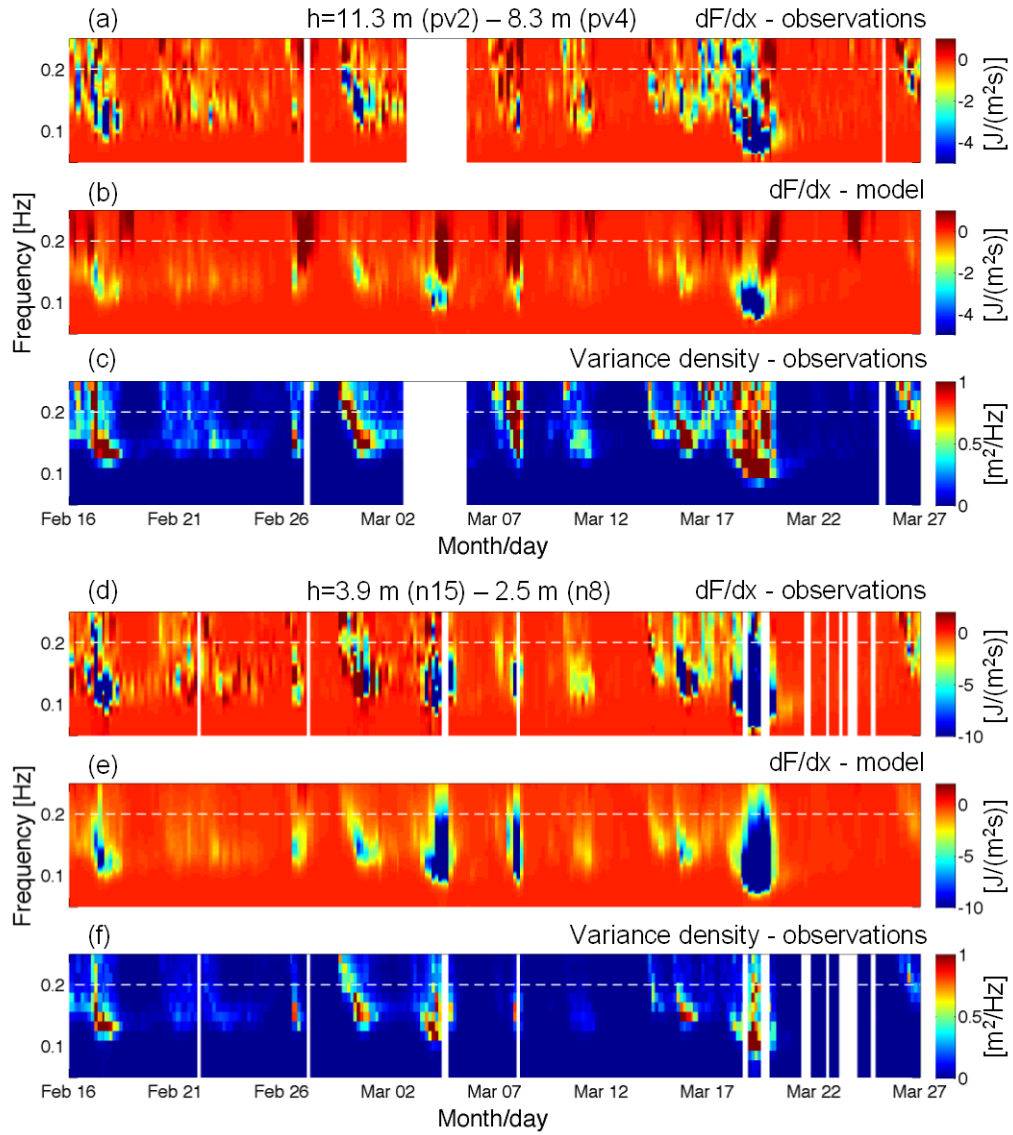 (a) h=11.3 m (pv2) – 8.3 m (pv4) dF/dx - observations
0.2
0.1
0
-2
-4
[J/(m²s)]
(b) dF/dx - model
0.2
0.1
0
-2
-4
[J/(m²s)]
Frequency [Hz]
(c) Variance density - observations
0.2
0.1
1
0.5
0
[m²/Hz]
Feb 16 Feb 21 Feb 26 Mar 02 Mar 07 Mar 12 Mar 17 Mar 22 Mar 27
Month/day
(d) h=3.9 m (n15) – 2.5 m (n8) dF/dx - observations
0.2
0.1
0
-5
-10
[J/(m²s)]
(e) dF/dx - model
0.2
0.1
0
-5
-10
[J/(m²s)]
Frequency [Hz]
(f) Variance density - observations
0.2
0.1
1
0.5
0
[m²/Hz]
Feb 16 Feb 21 Feb 26 Mar 02 Mar 07 Mar 12 Mar 17 Mar 22 Mar 27
Month/day